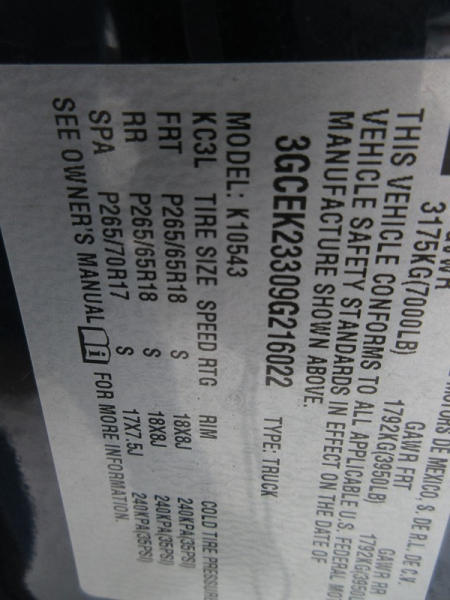 MOTORS DE MEXICO, S. DE R.L. DE C.V.
GVWR GAWR FRT GAWR RR
3175KG(7000LB) 1792KG(3950LB) 1792KG(3950L
THIS VEHICLE CONFORMS TO ALL APPLICABLE U.S. FEDERAL MO
VEHICLE SAFETY STANDARDS IN EFFECT ON THE DATE OF
MANUFACTURE SHOWN ABOVE.
3GCEK23309G216022 TYPE: TRUCK
MODEL: K10543
KC3L TIRE SIZE SPEED RTG RIM COLD TIRE PRESSURE
FRT P265/65R18 S 18X8J 240KPA(35PSI)
RR P265/65R18 S 18X8J 240KPA(35PSI)
SPA P265/70R17 S 17X7.5J 240KPA(35PSI)
SEE OWNER'S MANUAL FOR MORE INFORMATION.